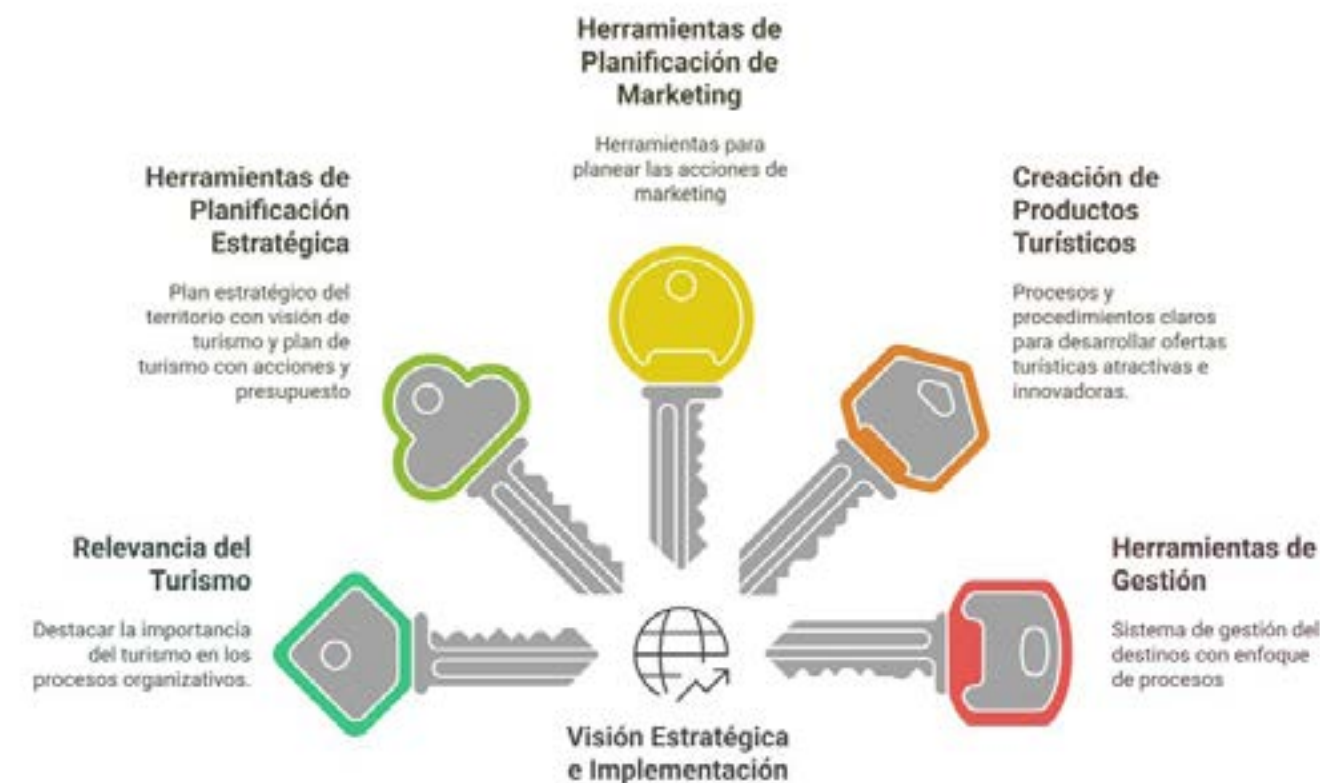 Herramientas de
Planificación de
Marketing
Herramientas para
planear las acciones de
marketing
Herramientas de
Planificación
Estratégica
Plan estratégico del
territorio con visión de
turismo y plan de
turismo con acciones y
presupuesto
Creación de
Productos
Turísticos
Procesos y
procedimientos claros
para desarrollar ofertas
turísticas atractivas e
innovadoras.
Relevancia del
Turismo
Destacar la importancia
del turismo en los
procesos organizativos.
Herramientas de
Gestión
Sistema de gestión del
destinos con enfoque
de procesos
Visión Estratégica
e Implementación